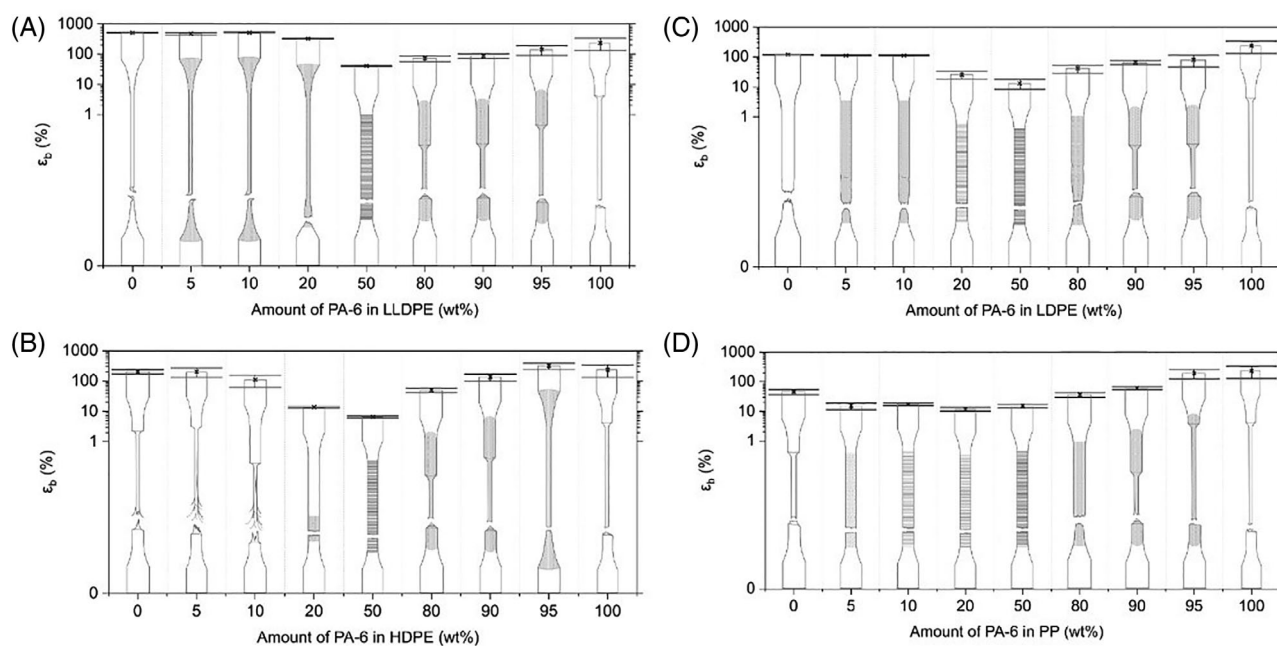 (A)
1000
100
10
1
0
εb (%)
0 5 10 20 50 80 90 95 100
Amount of PA-6 in LLDPE (wt%)
(C)
1000
100
10
1
0
εb (%)
0 5 10 20 50 80 90 95 100
Amount of PA-6 in LDPE (wt%)
(B)
1000
100
10
1
0
εb (%)
0 5 10 20 50 80 90 95 100
Amount of PA-6 in HDPE (wt%)
(D)
1000
100
10
1
0
εb (%)
0 5 10 20 50 80 90 95 100
Amount of PA-6 in PP (wt%)